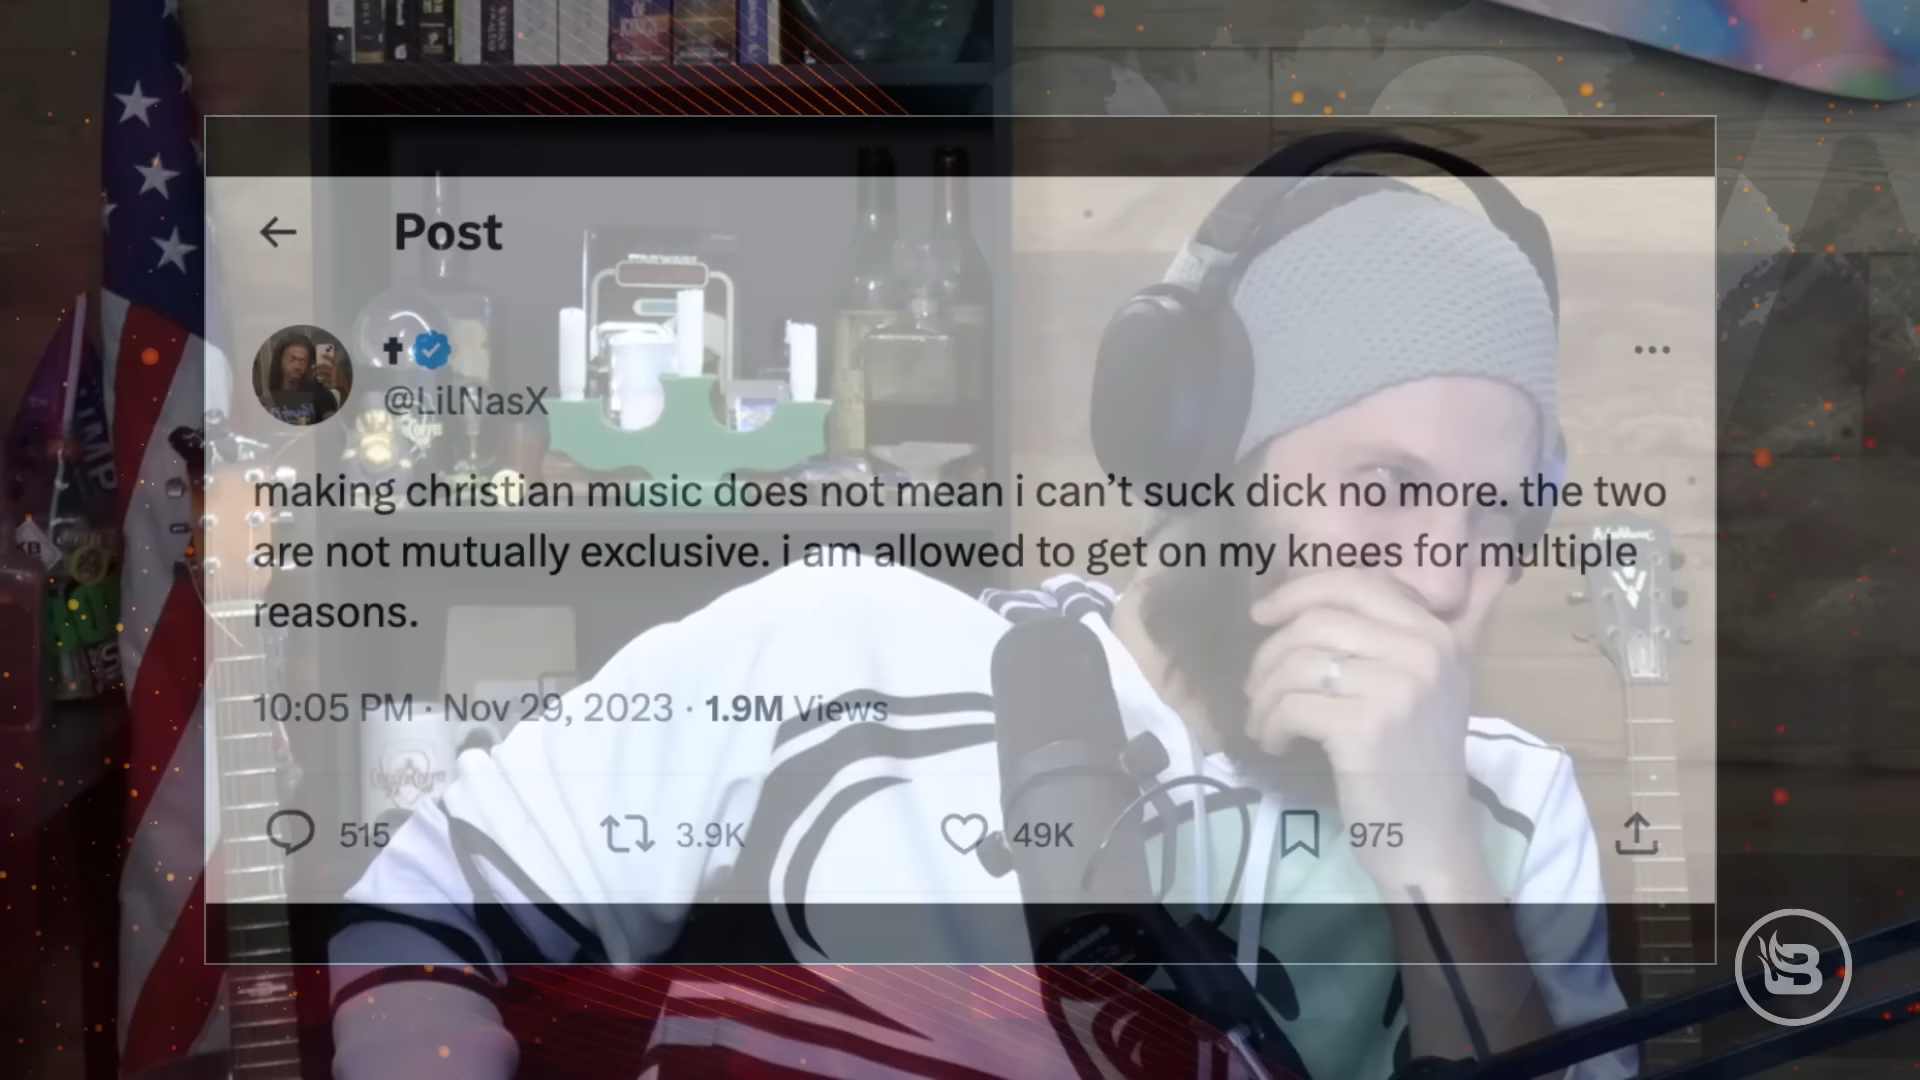 Post
@LilNasX
making christian music does not mean i can’t suck dick no more. the two
are not mutually exclusive. i am allowed to get on my knees for multiple
reasons.
10:05 PM · Nov 29, 2023 · 1.9M Views
515 3.9K 49K 975
B